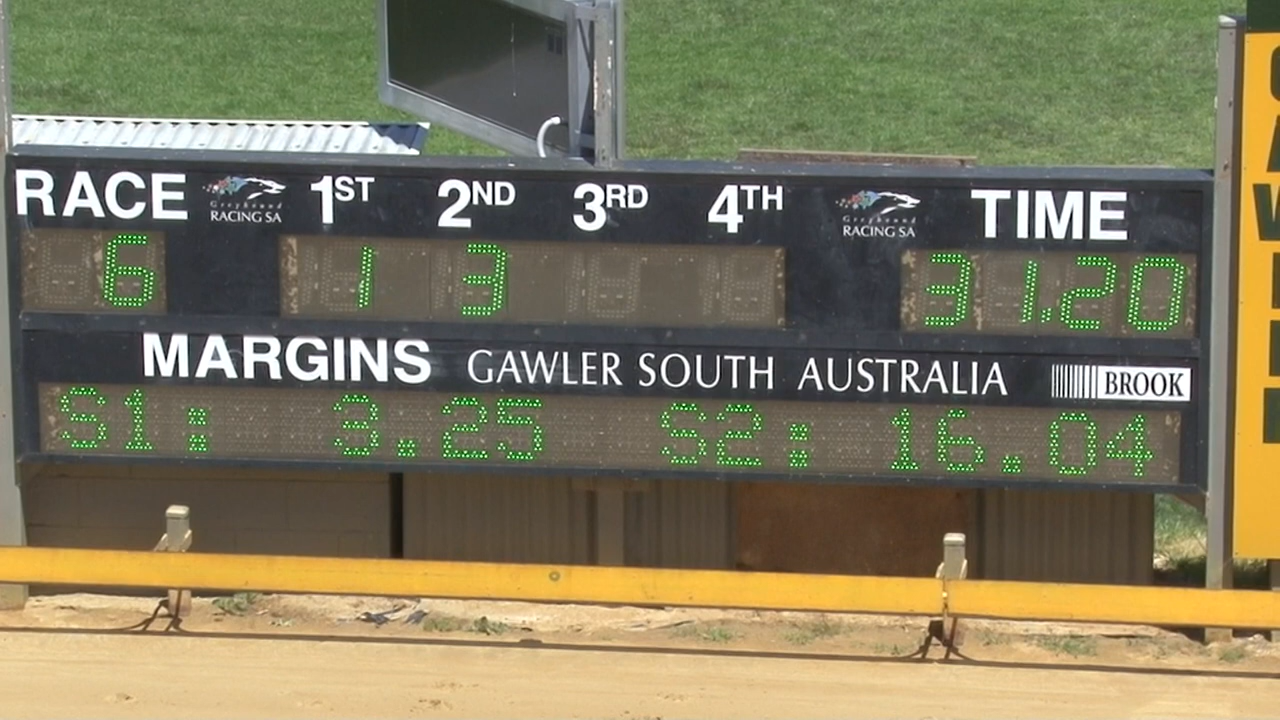 RACE Greyhound RACING SA 1ST 2ND 3RD 4TH Greyhound RACING SA TIME
6 1 3 31.20
MARGINS GAWLER SOUTH AUSTRALIA BROOK
S1: 3.25 S2: 16.04